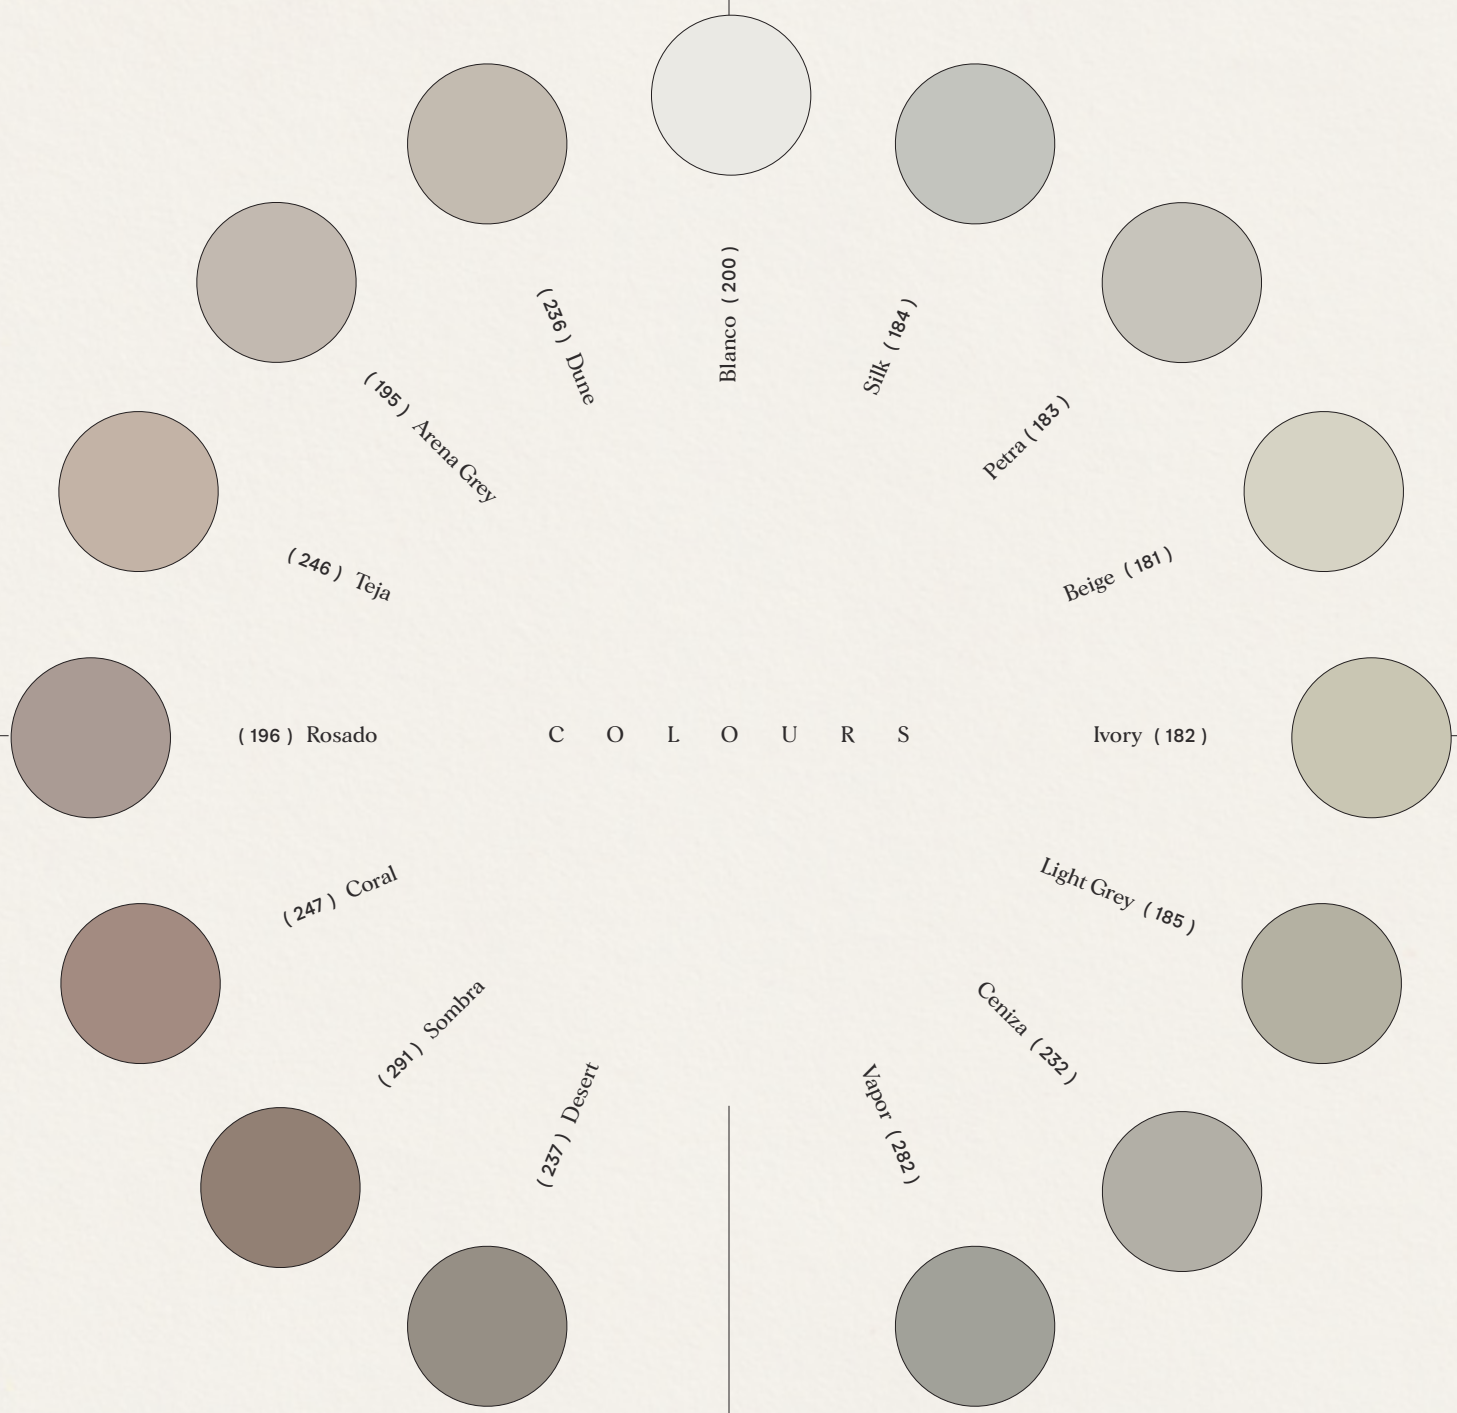 Blanco (200)
Silk (184)
Petra (183)
Beige (181)
Ivory (182)
Light Grey (185)
Ceniza (232)
Vapor (282)
(237) Desert
(291) Sombra
(247) Coral
(196) Rosado
(246) Teja
(195) Arena Grey
(236) Dune
COLOURS